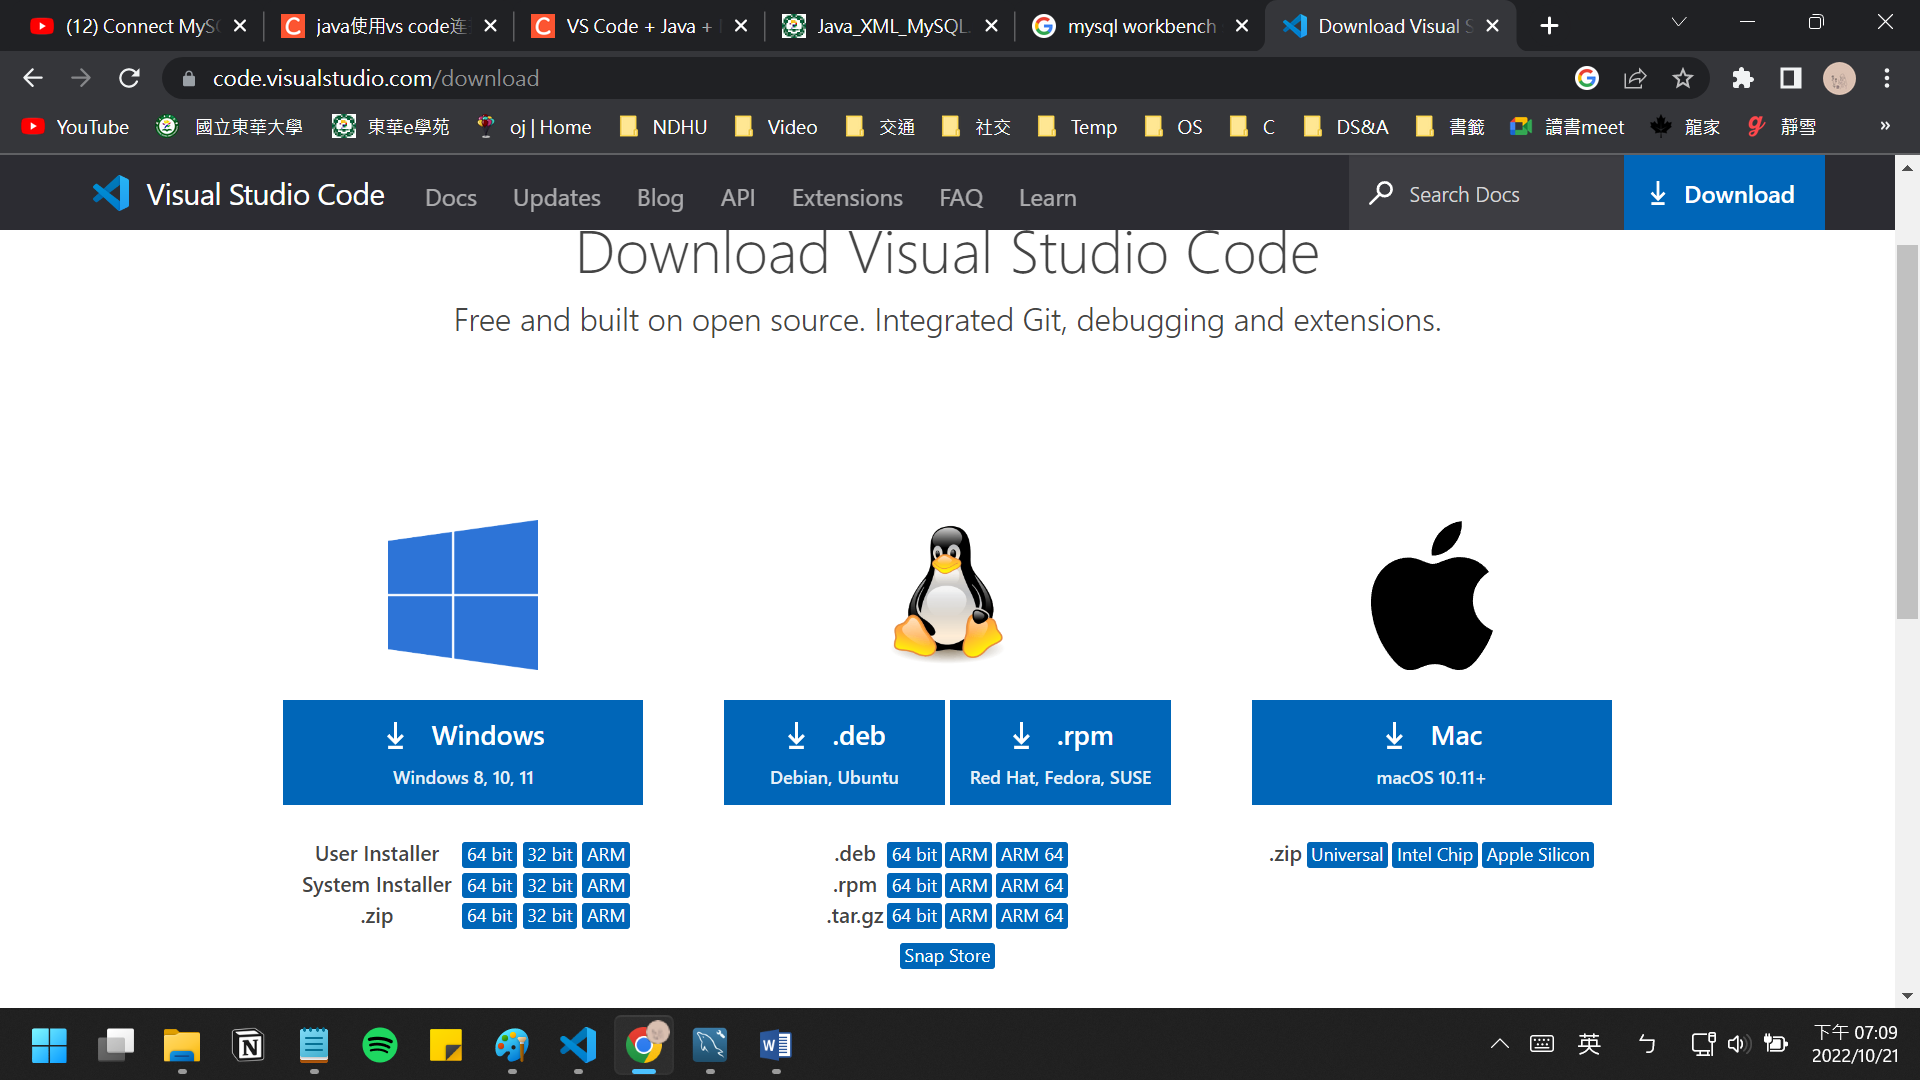 (12) Connect MyS
java使用vs code连
VS Code + Java +
Java_XML_MySQL
mysql workbench
Download Visual S
code.visualstudio.com/download
YouTube
國立東華大學
東華e學苑
oj | Home
NDHU
Video
交通
社交
Temp
OS
C
DS&A
書籤
讀書meet
龍家
靜雪
»
Visual Studio Code
Docs
Updates
Blog
API
Extensions
FAQ
Learn
Search Docs
Download
Download Visual Studio Code
Free and built on open source. Integrated Git, debugging and extensions.
Windows
Windows 8, 10, 11
.deb
Debian, Ubuntu
.rpm
Red Hat, Fedora, SUSE
Mac
macOS 10.11+
User Installer 64 bit 32 bit ARM
System Installer 64 bit 32 bit ARM
.zip 64 bit 32 bit ARM
.deb 64 bit ARM ARM 64
.rpm 64 bit ARM ARM 64
.tar.gz 64 bit ARM ARM 64
Snap Store
.zip Universal Intel Chip Apple Silicon
英
ㄅ
下午 07:09
2022/10/21